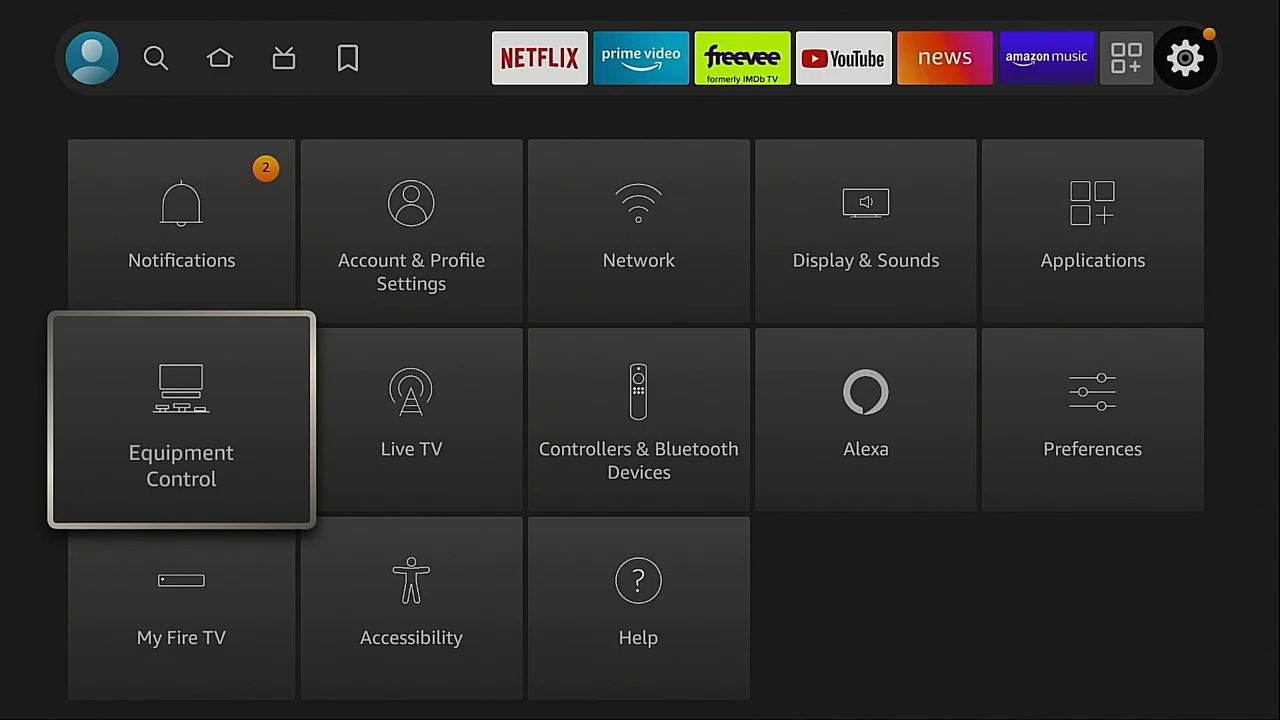 NETFLIX
prime video
freevee
formerly IMDb TV
YouTube
news
amazon music
2
Notifications
Account & Profile
Settings
Network
Display & Sounds
Applications
Equipment
Control
Live TV
Controllers & Bluetooth
Devices
Alexa
Preferences
My Fire TV
Accessibility
?
Help